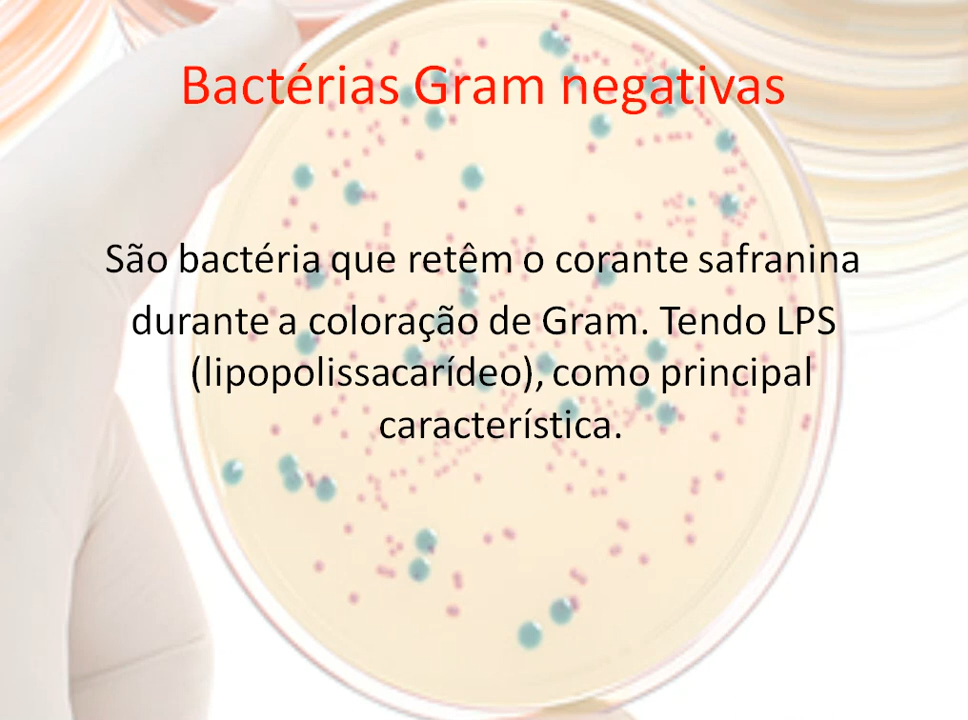 Bactérias Gram negativas
São bactéria que retêm o corante safranina
durante a coloração de Gram. Tendo LPS
(lipopolissacarídeo), como principal
característica.